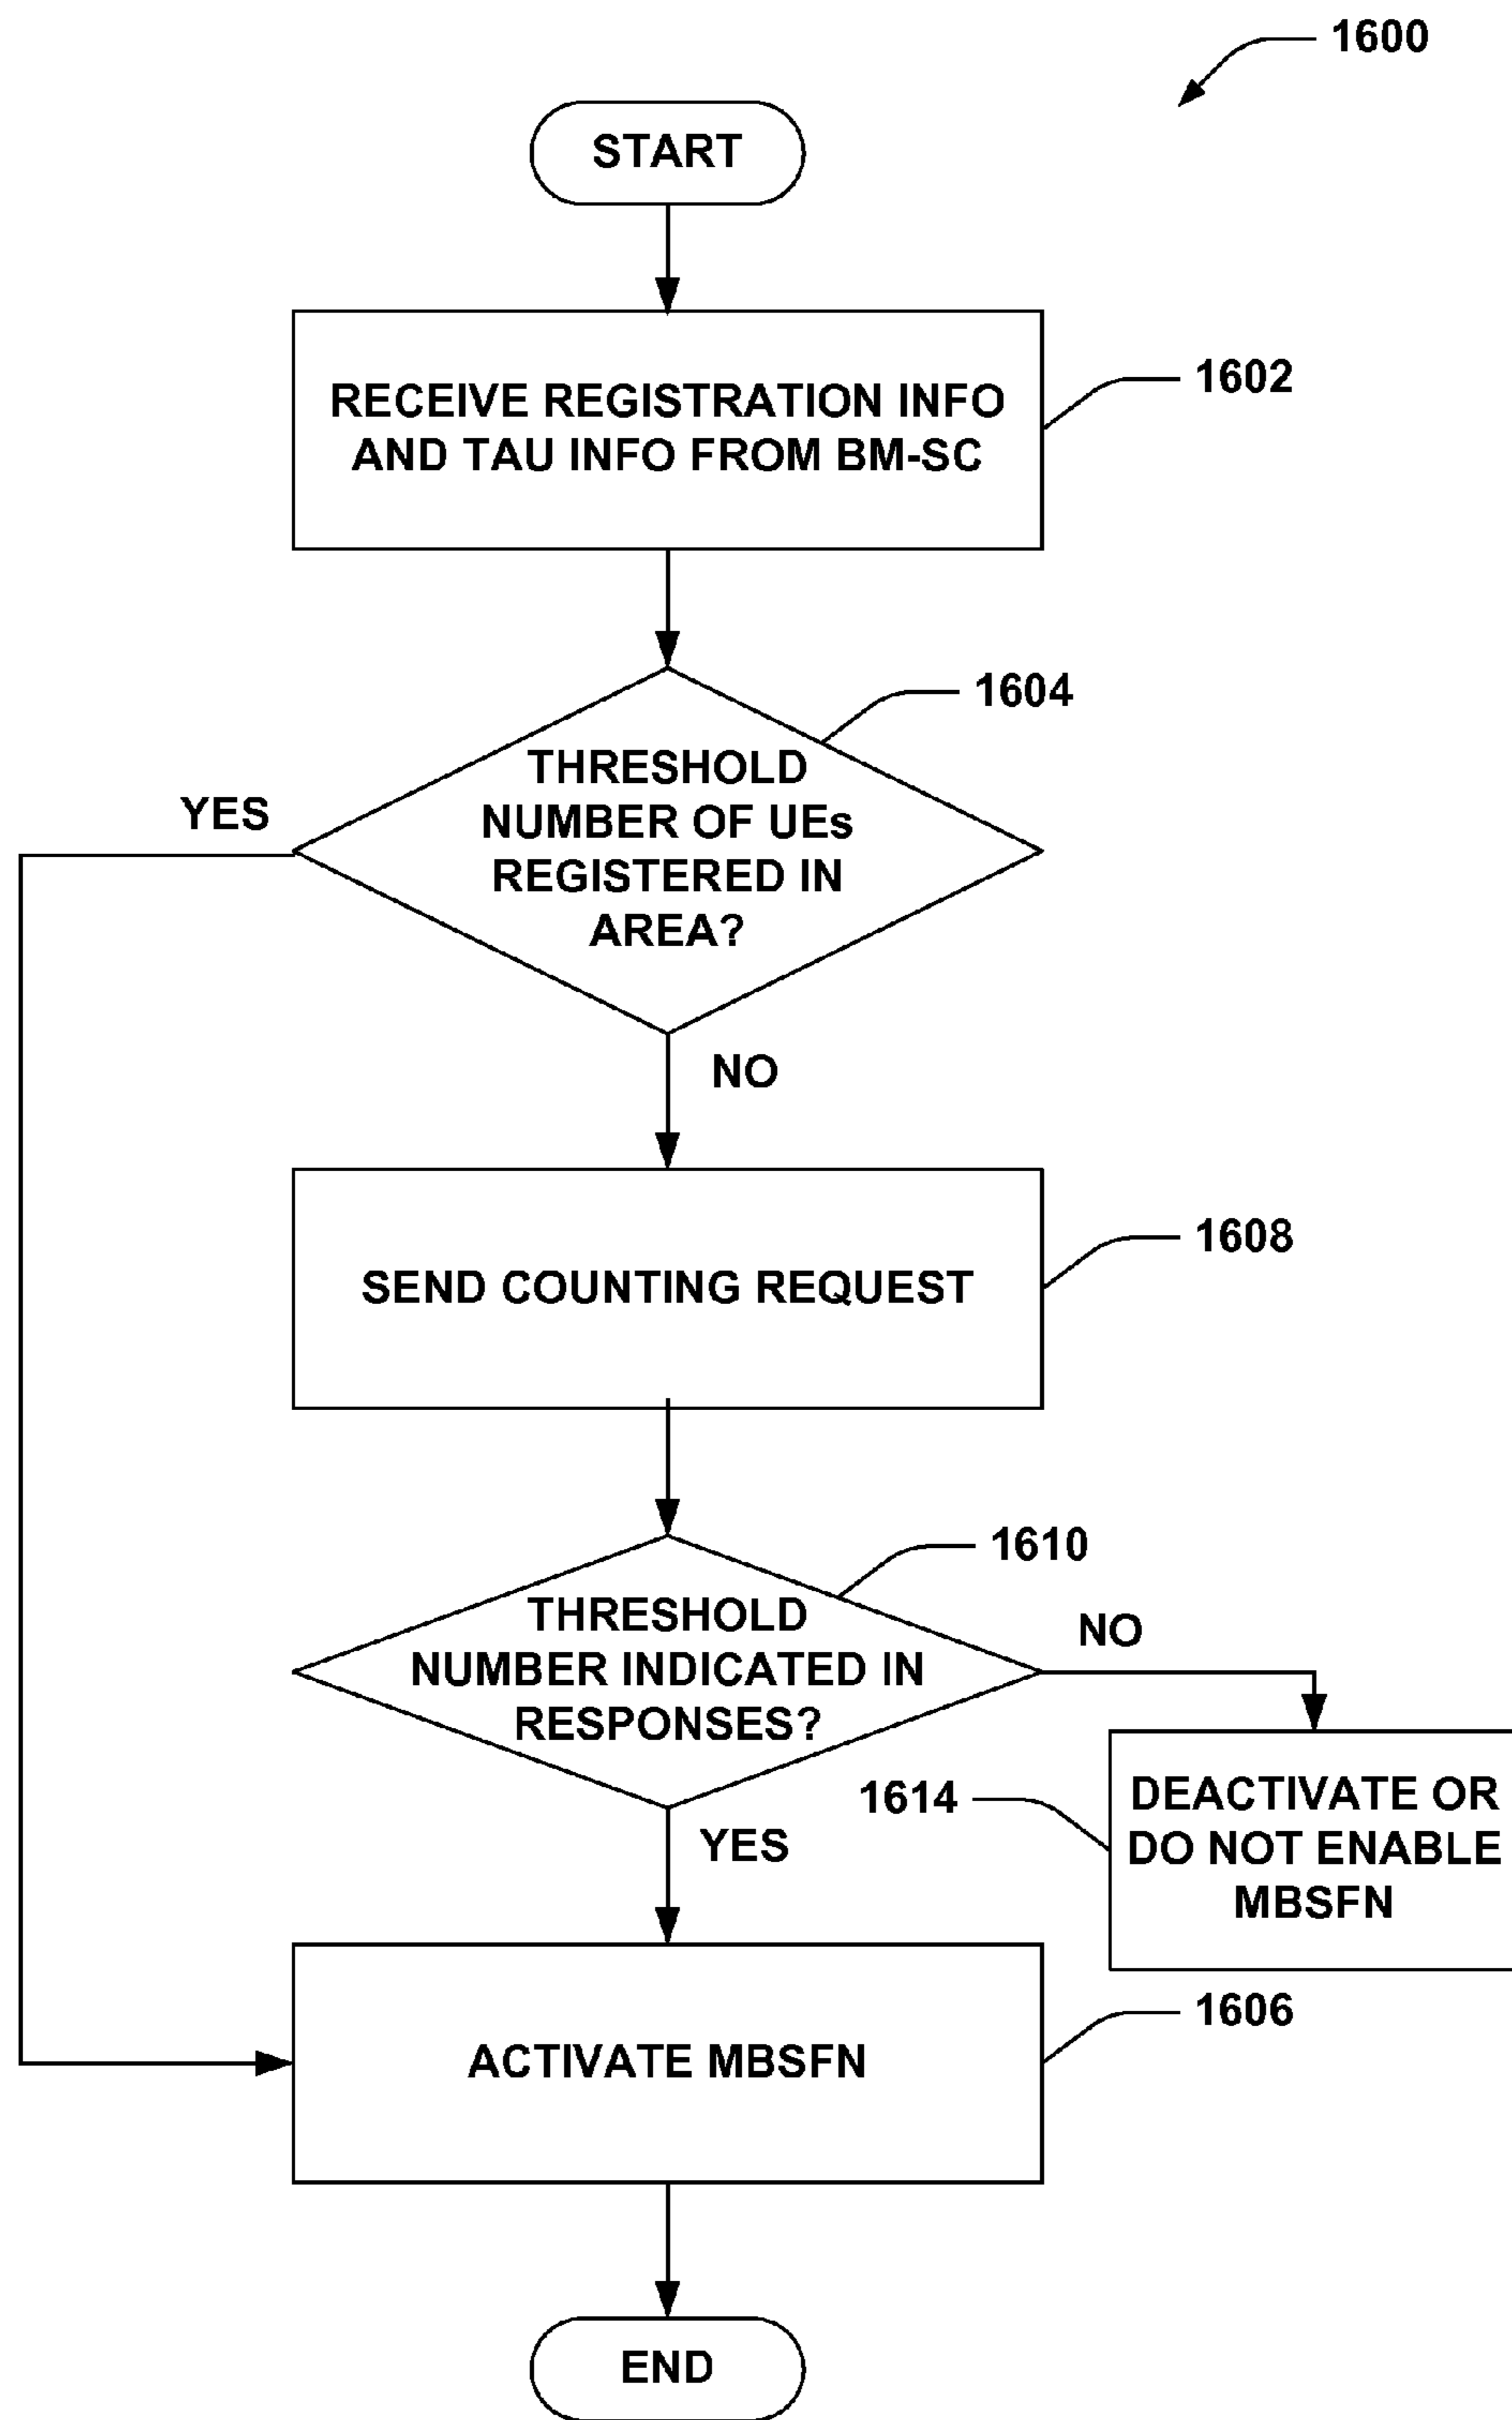 1600
START
RECEIVE REGISTRATION INFO
AND TAU INFO FROM BM-SC
1602
1604
THRESHOLD
NUMBER OF UEs
REGISTERED IN
AREA?
YES
NO
SEND COUNTING REQUEST
1608
1610
THRESHOLD
NUMBER INDICATED IN
RESPONSES?
NO
1614
DEACTIVATE OR
DO NOT ENABLE
MBSFN
YES
1606
ACTIVATE MBSFN
END